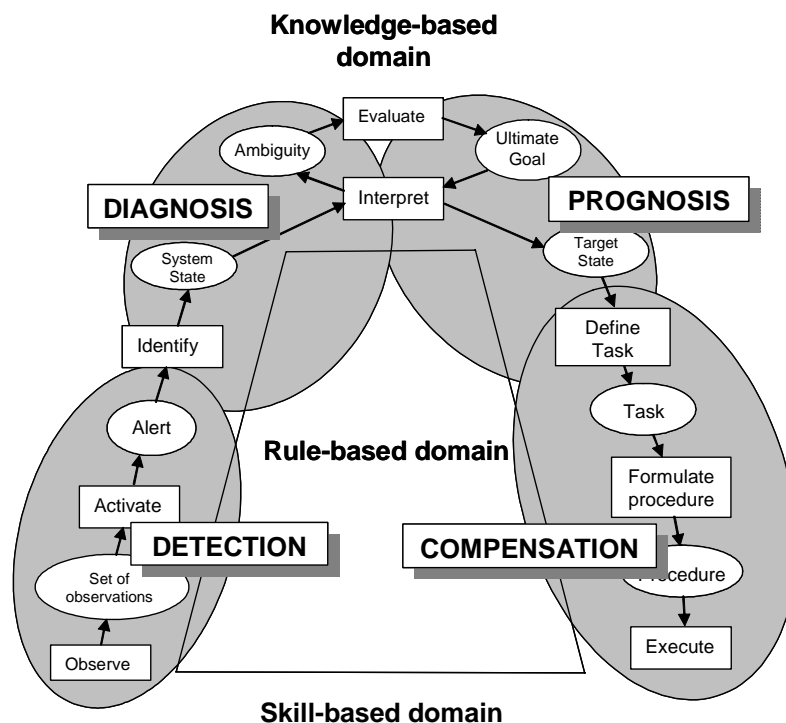 Knowledge-based
domain
Evaluate
Ambiguity
Ultimate
Goal
Interpret
DIAGNOSIS
PROGNOSIS
System
State
Target
State
Identify
Define
Task
Alert
Task
Rule-based domain
Activate
Formulate
procedure
DETECTION
COMPENSATION
Set of
observations
Procedure
Observe
Execute
Skill-based domain